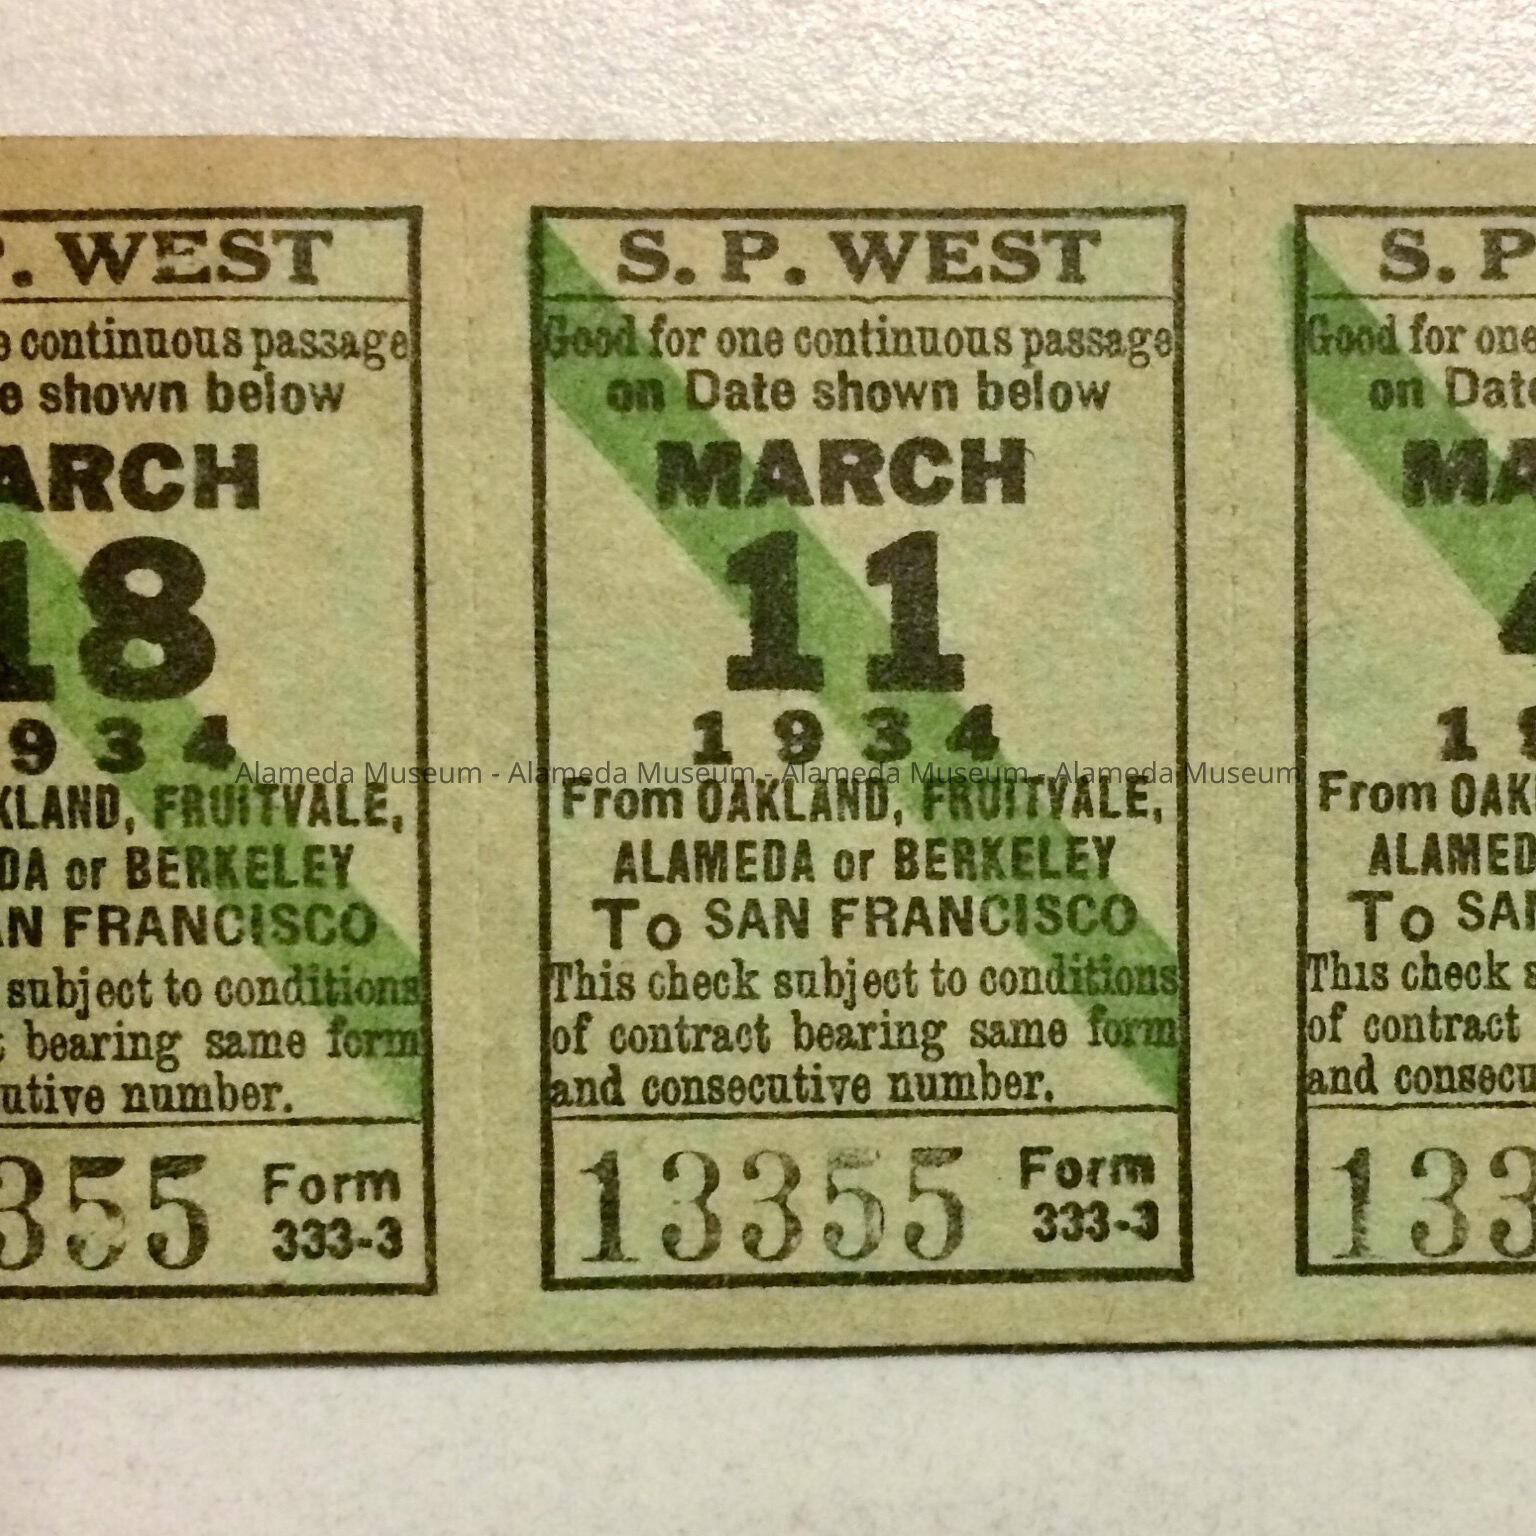 P. WEST
continuous passage
shown below
ARCH
18
934
KLAND, FRUITVALE,
DA or BERKELEY
AN FRANCISCO
subject to conditions
bearing same form
utive number.
355 Form
333-3
S. P. WEST
Good for one continuous passage
on Date shown below
MARCH
11
1934
From OAKLAND, FRUITVALE,
ALAMEDA or BERKELEY
To SAN FRANCISCO
This check subject to conditions
of contract bearing same form
and consecutive number.
13355 Form
333-3
S. P
Good for one
on Date
MA
1
From OAK
ALAMED
To SA
This check s
of contract
and consecu
133
Alameda Museum - Alameda Museum - Alameda Museum - Alameda Museum